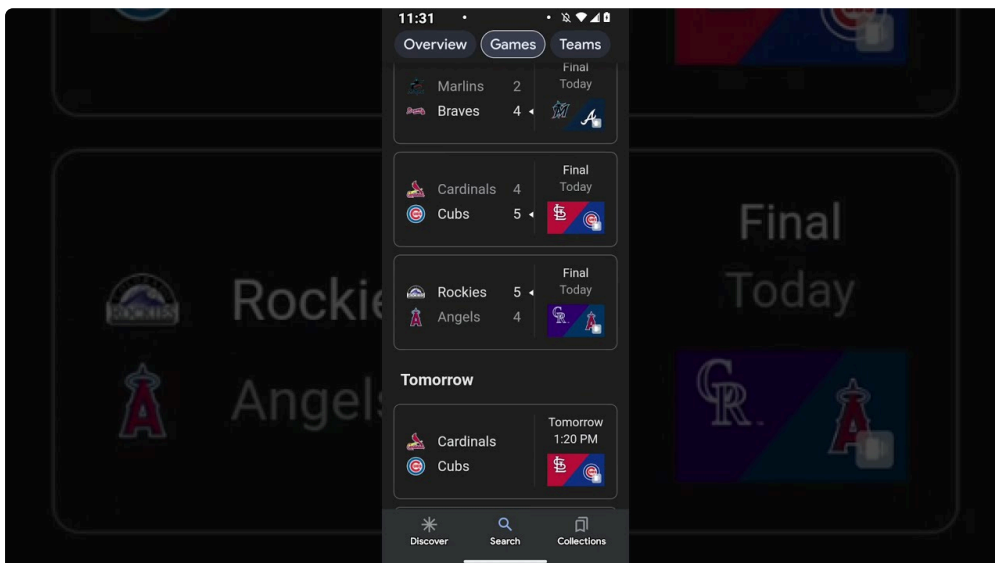 11:31
Overview Games Teams
Final
Marlins 2 Today
Braves 4
Final
Cardinals 4 Today
Cubs 5
Final
Rockies 5 Today
Angels 4
Tomorrow
Tomorrow
Cardinals 1:20 PM
Cubs
Discover Search Collections
Final
Rockie
Today
Angels